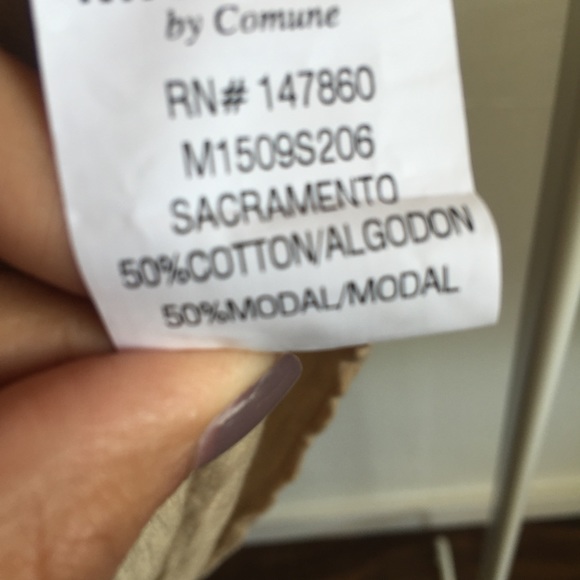 by Comune
RN# 147860
M1509S206
SACRAMENTO
50%COTTON/ALGODON
50%MODAL/MODAL